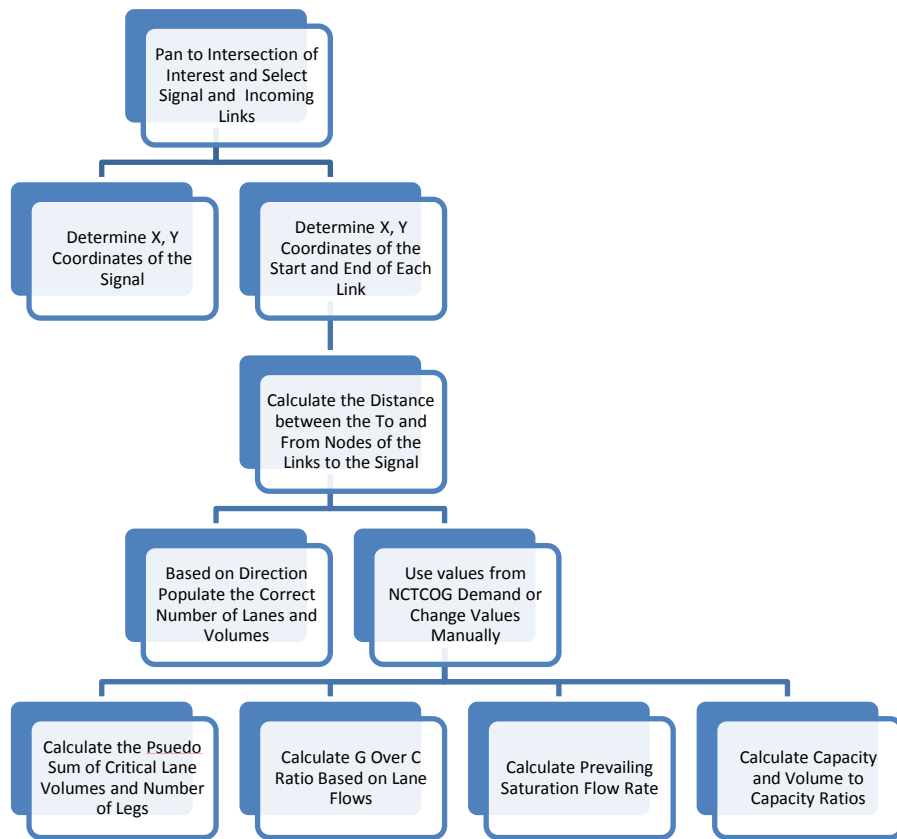 Pan to Intersection of
Interest and Select
Signal and Incoming
Links
Determine X, Y
Coordinates of the
Signal
Determine X, Y
Coordinates of the
Start and End of Each
Link
Calculate the Distance
between the To and
From Nodes of the
Links to the Signal
Based on Direction
Populate the Correct
Number of Lanes and
Volumes
Use values from
NCTCOG Demand or
Change Values
Manually
Calculate the Psuedo
Sum of Critical Lane
Volumes and Number
of Legs
Calculate G Over C
Ratio Based on Lane
Flows
Calculate Prevailing
Saturation Flow Rate
Calculate Capacity
and Volume to
Capacity Ratios